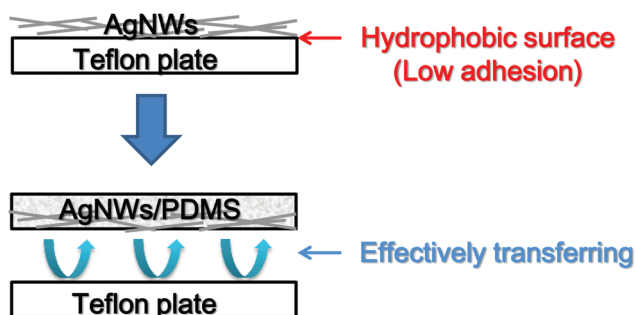 AgNWs
Teflon plate
Hydrophobic surface
(Low adhesion)
AgNWs/PDMS
Effectively transferring
Teflon plate